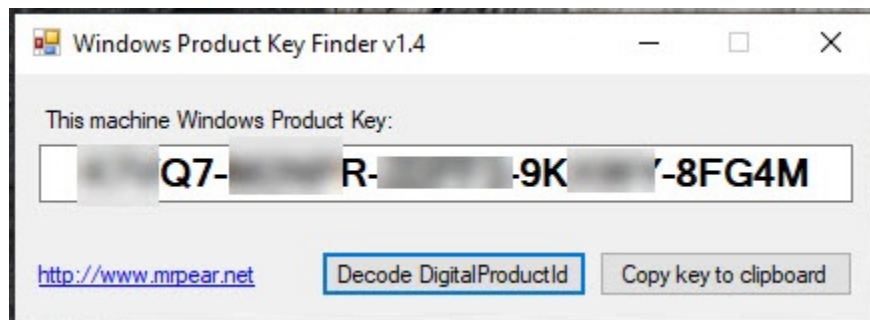 Windows Product Key Finder v1.4
This machine Windows Product Key:
Q7- R- -9K -8FG4M
http://www.mrpear.net
Decode DigitalProductId
Copy key to clipboard